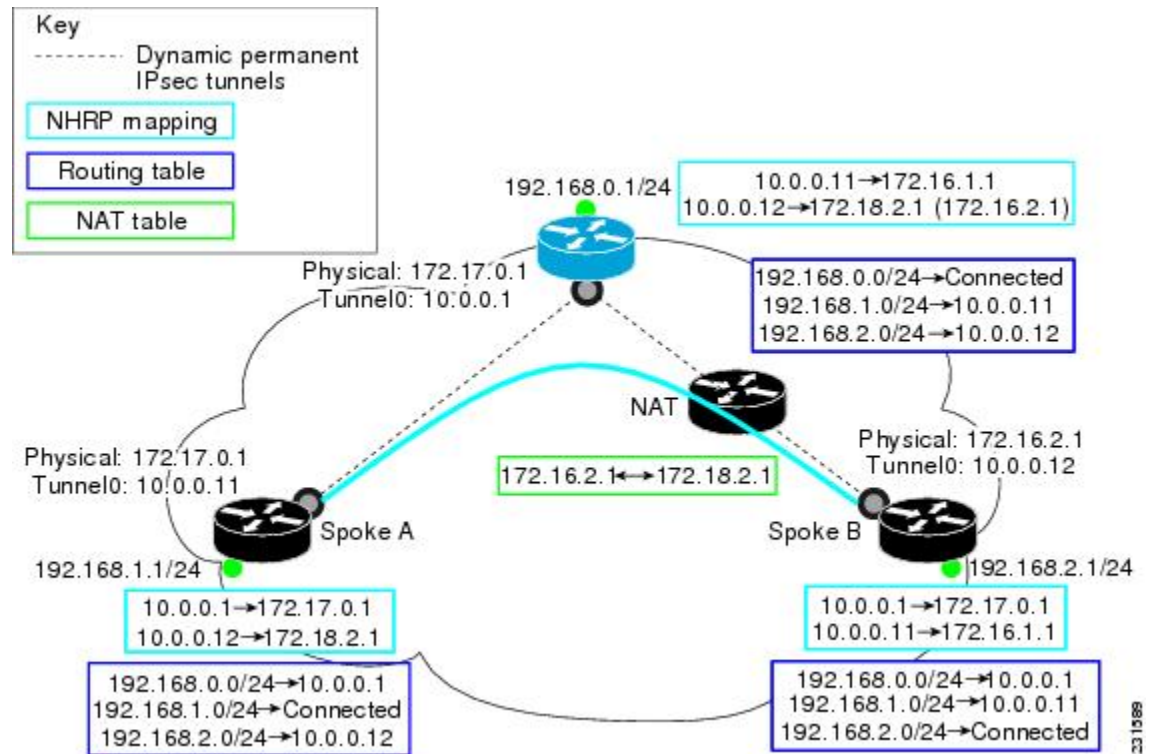 Key
Dynamic permanent
IPsec tunnels
NHRP mapping
Routing table
NAT table
192.168.0.1/24
10.0.0.11→172.16.1.1
10.0.0.12→172.18.2.1 (172.16.2.1)
Physical: 172.17.0.1
Tunnel0: 10.0.0.1
192.168.0.0/24→Connected
192.168.1.0/24→10.0.0.11
192.168.2.0/24→10.0.0.12
NAT
Physical: 172.17.0.1
Tunnel0: 10.0.0.11
172.16.2.1↔172.18.2.1
Physical: 172.16.2.1
Tunnel0: 10.0.0.12
Spoke A
Spoke B
192.168.1.1/24
192.168.2.1/24
10.0.0.1→172.17.0.1
10.0.0.12→172.18.2.1
10.0.0.1→172.17.0.1
10.0.0.11→172.16.1.1
192.168.0.0/24→10.0.0.1
192.168.1.0/24→Connected
192.168.2.0/24→10.0.0.12
192.168.0.0/24→10.0.0.1
192.168.1.0/24→10.0.0.11
192.168.2.0/24→Connected
231589